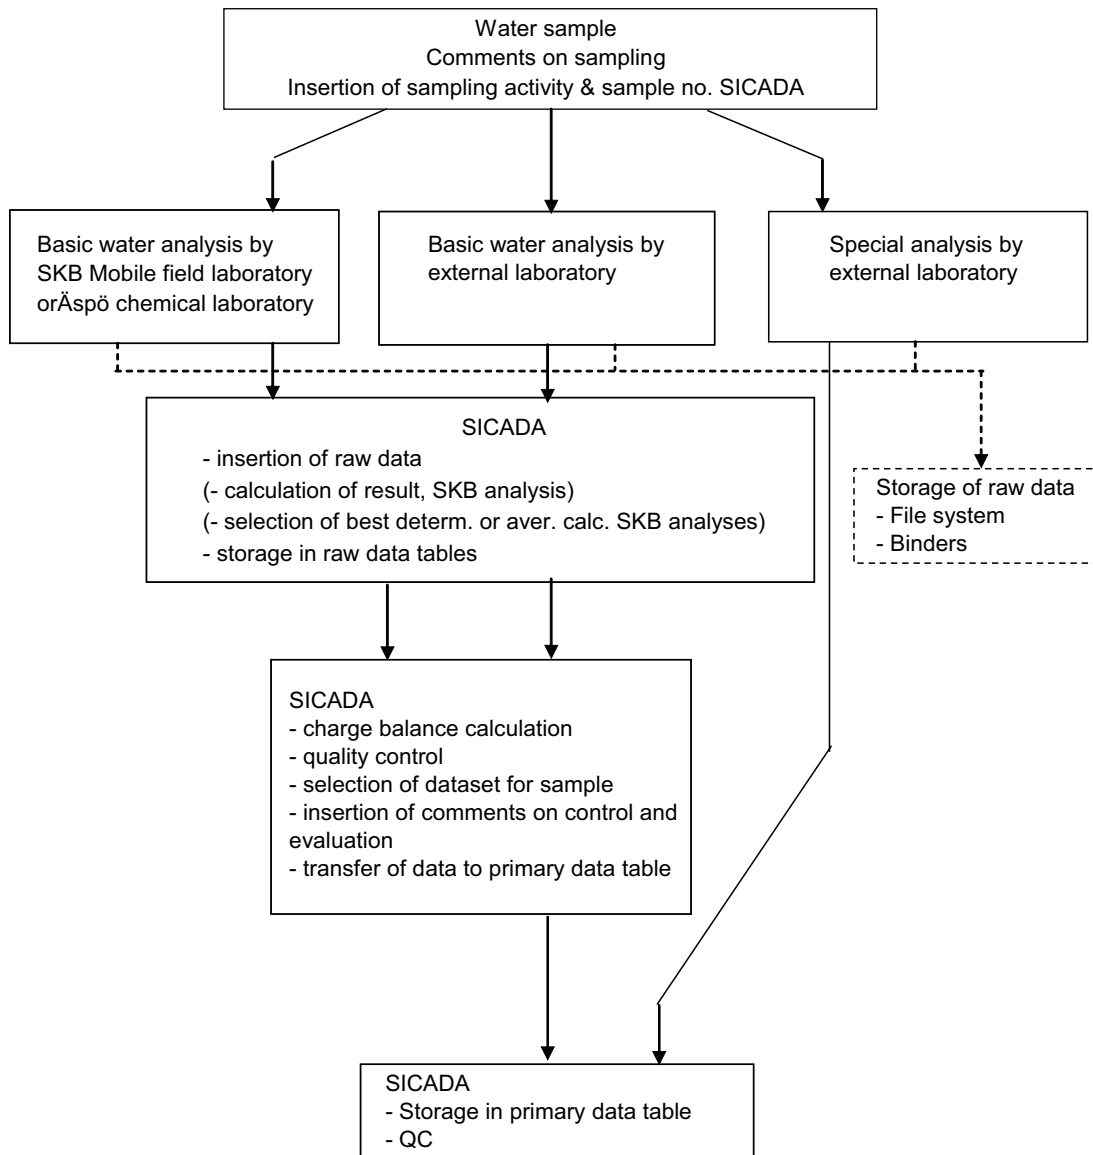 Water sample
Comments on sampling
Insertion of sampling activity & sample no. SICADA
Basic water analysis by
SKB Mobile field laboratory
orÄspö chemical laboratory
Basic water analysis by
external laboratory
Special analysis by
external laboratory
SICADA
- insertion of raw data
(- calculation of result, SKB analysis)
(- selection of best determ. or aver. calc. SKB analyses)
- storage in raw data tables
Storage of raw data
- File system
- Binders
SICADA
- charge balance calculation
- quality control
- selection of dataset for sample
- insertion of comments on control and
evaluation
- transfer of data to primary data table
SICADA
- Storage in primary data table
- QC